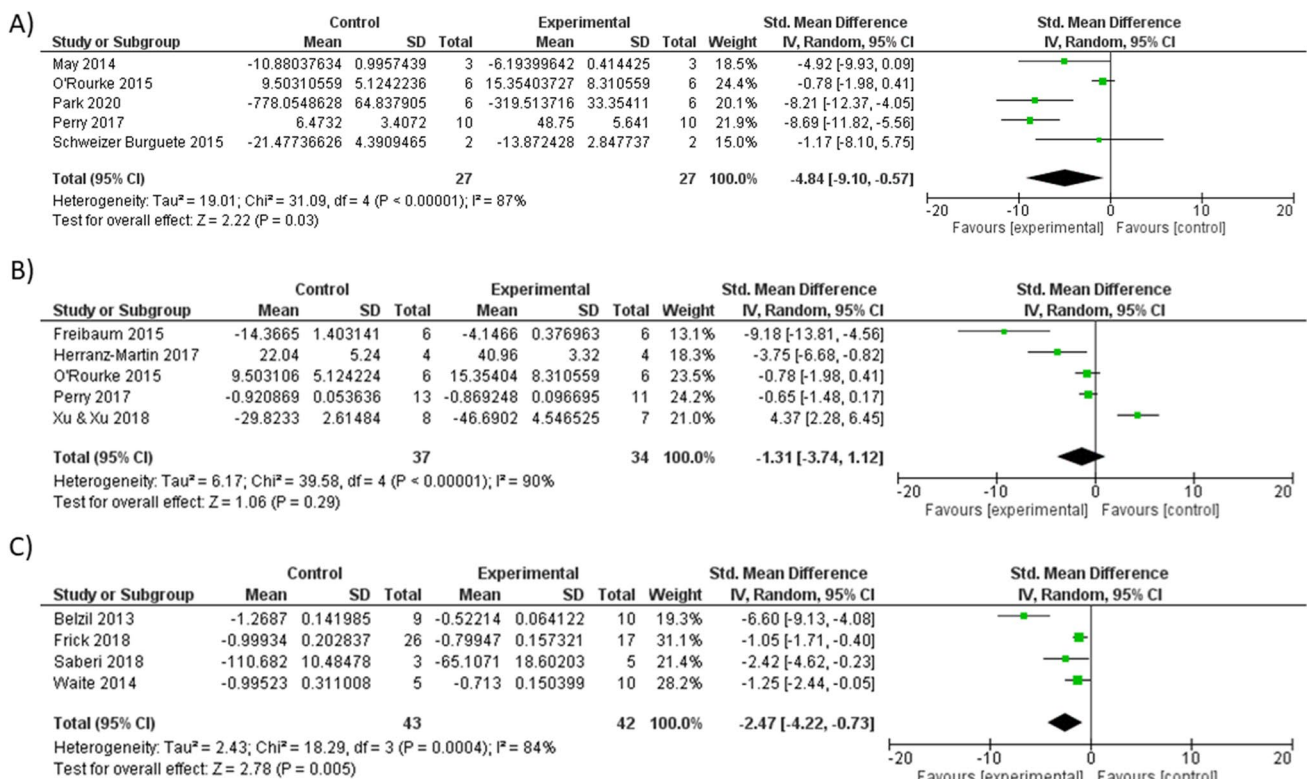 A)
Control Experimental Std. Mean Difference Std. Mean Difference
Study or Subgroup Mean SD Total Mean SD Total Weight IV, Random, 95% CI IV, Random, 95% CI
May 2014 -10.88037634 0.9957439 3 -6.19399642 0.414425 3 18.5% -4.92 [-9.93, 0.09]
O'Rourke 2015 9.50310559 5.1242236 6 15.35403727 8.310559 6 24.4% -0.78 [-1.98, 0.41]
Park 2020 -778.0548628 64.837905 6 -319.513716 33.35411 6 20.1% -8.21 [-12.37, -4.05]
Perry 2017 6.4732 3.4072 10 48.75 5.641 10 21.9% -8.69 [-11.82, -5.56]
Schweizer Burguete 2015 -21.47736626 4.3909465 2 -13.872428 2.847737 2 15.0% -1.17 [-8.10, 5.75]
Total (95% CI) 27 27 100.0% -4.84 [-9.10, -0.57]
Heterogeneity: Tau² = 19.01; Chi² = 31.09, df = 4 (P < 0.00001); I² = 87%
Test for overall effect: Z = 2.22 (P = 0.03)
-20 -10 0 10 20
Favours [experimental] Favours [control]
B)
Control Experimental Std. Mean Difference Std. Mean Difference
Study or Subgroup Mean SD Total Mean SD Total Weight IV, Random, 95% CI IV, Random, 95% CI
Freibaum 2015 -14.3665 1.403141 6 -4.1466 0.376963 6 13.1% -9.18 [-13.81, -4.56]
Herranz-Martin 2017 22.04 5.24 4 40.96 3.32 4 18.3% -3.75 [-6.68, -0.82]
O'Rourke 2015 9.503106 5.124224 6 15.35404 8.310559 6 23.5% -0.78 [-1.98, 0.41]
Perry 2017 -0.920869 0.053636 13 -0.869248 0.096695 11 24.2% -0.65 [-1.48, 0.17]
Xu & Xu 2018 -29.8233 2.61484 8 -46.6902 4.546525 7 21.0% 4.37 [2.28, 6.45]
Total (95% CI) 37 34 100.0% -1.31 [-3.74, 1.12]
Heterogeneity: Tau² = 6.17; Chi² = 39.58, df = 4 (P < 0.00001); I² = 90%
Test for overall effect: Z = 1.06 (P = 0.29)
-20 -10 0 10 20
Favours [experimental] Favours [control]
C)
Control Experimental Std. Mean Difference Std. Mean Difference
Study or Subgroup Mean SD Total Mean SD Total Weight IV, Random, 95% CI IV, Random, 95% CI
Belzil 2013 -1.2687 0.141985 9 -0.52214 0.064122 10 19.3% -6.60 [-9.13, -4.08]
Frick 2018 -0.99934 0.202837 26 -0.79947 0.157321 17 31.1% -1.05 [-1.71, -0.40]
Saberi 2018 -110.682 10.48478 3 -65.1071 18.60203 5 21.4% -2.42 [-4.62, -0.23]
Waite 2014 -0.99523 0.311008 5 -0.713 0.150399 10 28.2% -1.25 [-2.44, -0.05]
Total (95% CI) 43 42 100.0% -2.47 [-4.22, -0.73]
Heterogeneity: Tau² = 2.43; Chi² = 18.29, df = 3 (P = 0.0004); I² = 84%
Test for overall effect: Z = 2.78 (P = 0.005)
-20 -10 0 10 20
Favours [experimental] Favours [control]